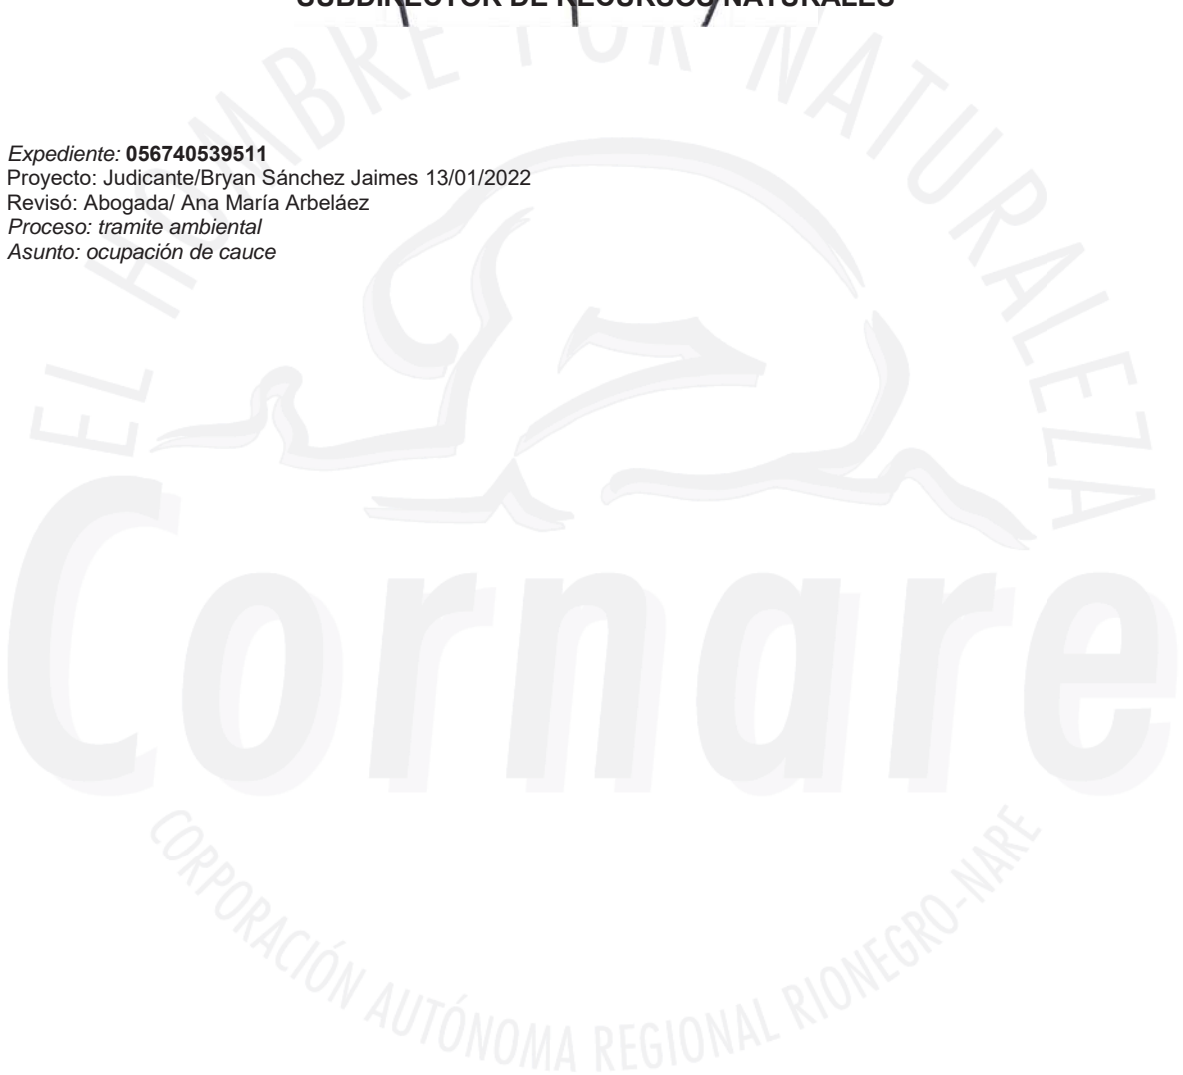 SUBDIRECTOR DE RECURSOS NATURALES
Expediente: 056740539511
Proyecto: Judicante/Bryan Sánchez Jaimes 13/01/2022
Revisó: Abogada/ Ana María Arbeláez
Proceso: tramite ambiental
Asunto: ocupación de cauce
EL HOMBRE POR NATURALEZA
Cornare
CORPORACIÓN AUTÓNOMA REGIONAL RIONEGRO-NARE